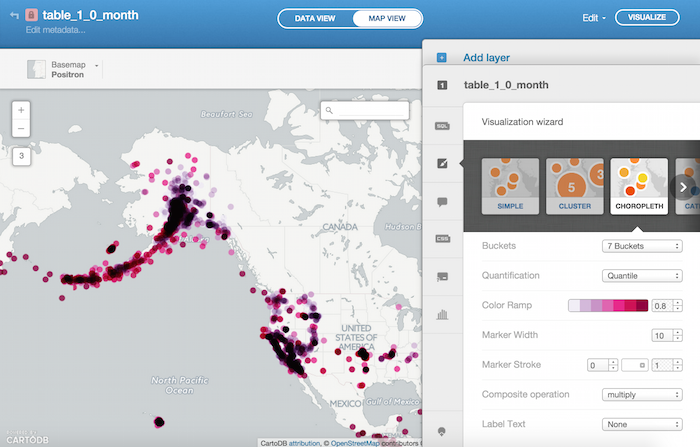 table_1_0_month
Edit metadata...
DATA VIEW
MAP VIEW
Edit
VISUALIZE
Add layer
Basemap
Positron
1
table_1_0_month
Beaufort Sea
+
−
3
SQL
Visualization wizard
5
3
SIMPLE
CLUSTER
CHOROPLETH
CAT
CANADA
Hudson B
CSS
Buckets
7 Buckets
Quantification
Quantile
Color Ramp
0.8
UNITED
STATES OF
AMERICA
Marker Width
10
Marker Stroke
0
1
North Pacific
Ocean
Composite operation
multiply
MEXICO
Gulf of Mexico
Label Text
None
POWERED BY
CARTODB
CartoDB attribution, © OpenStreetMap contributors